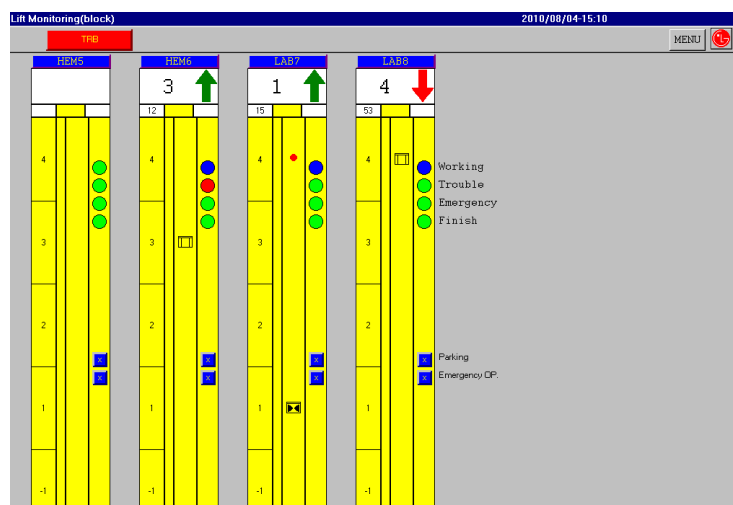 Lift Monitoring(block) 2010/08/04-15:10
TRB MENU LG
HEM5 HEM6 LAB7 LAB8
3 1 4
12 15 53
4 4 4 4
Working
Trouble
Emergency
Finish
3 3 3 3
2 2 2 2
x x x x Parking
x x x x Emergency OP.
1 1 1 1
-1 -1 -1 -1